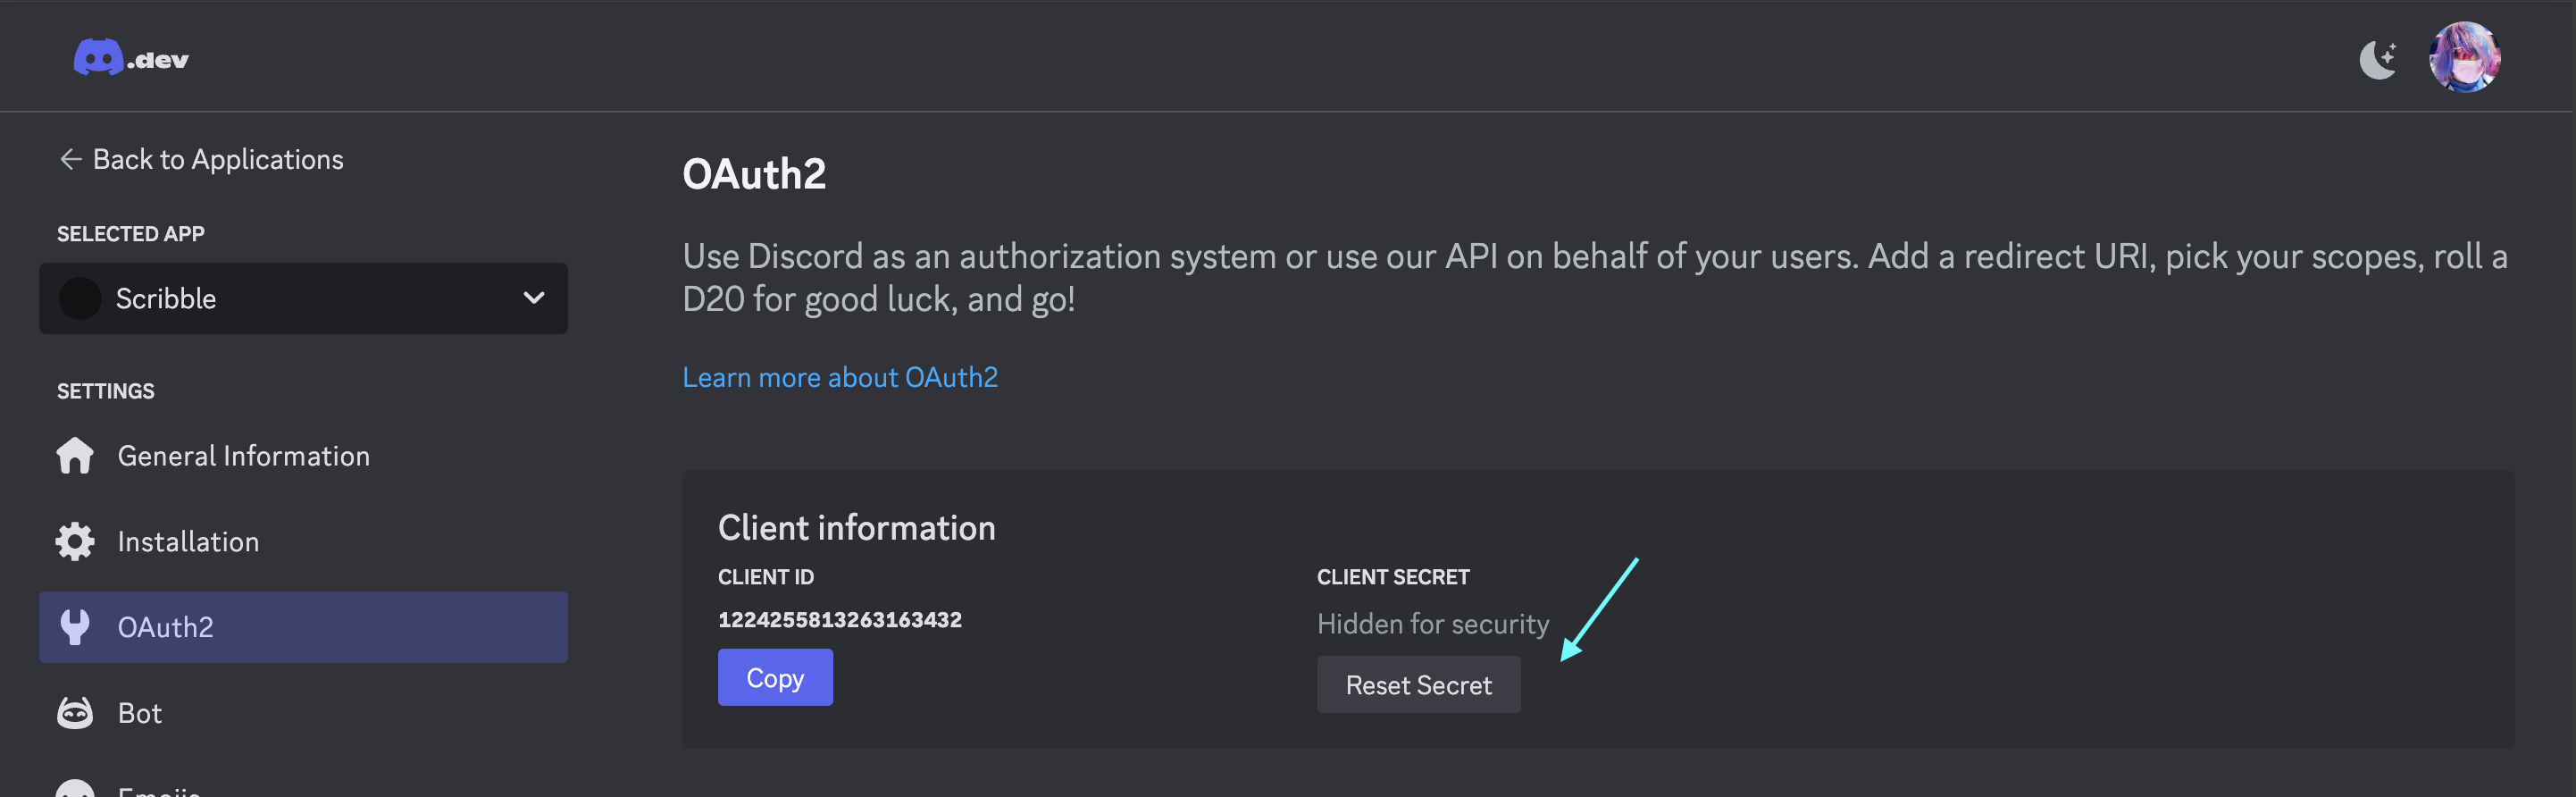 .dev
Back to Applications
SELECTED APP
Scribble
SETTINGS
General Information
Installation
OAuth2
Bot
OAuth2
Use Discord as an authorization system or use our API on behalf of your users. Add a redirect URI, pick your scopes, roll a
D20 for good luck, and go!
Learn more about OAuth2
Client information
CLIENT ID
1224255813263163432
Copy
CLIENT SECRET
Hidden for security
Reset Secret